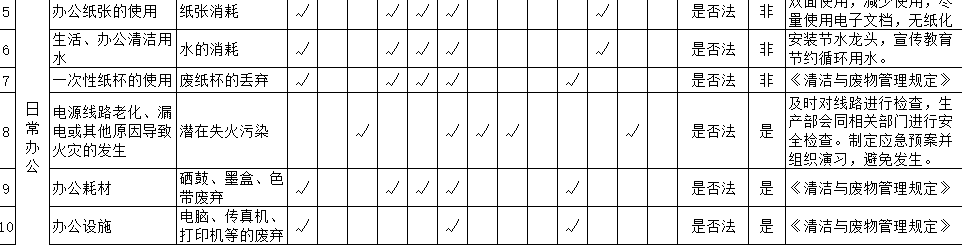 双面使用，减少使用，尽
5 办公纸张的使用 纸张消耗 √ √ √ √ √ 是否法 非 量使用电子文档，无纸化
6 生活、办公清洁用
水 水的消耗 √ √ √ √ √ 是否法 非 安装节水龙头，宣传教育
节约循环用水。
7 一次性纸杯的使用 废纸杯的丢弃 √ √ √ √ √ 是否法 非 《清洁与废物管理规定》
日常办公
8 电源线路老化、漏
电或其他原因导致
火灾的发生 潜在失火污染 √ √ √ √ √ 是否法 是 及时对线路进行检查，生
产部会同相关部门进行安
全检查。制定应急预案并
组织演习，避免发生。
9 办公耗材 硒鼓、墨盒、色
带废弃 √ √ √ √ √ 是否法 是 《清洁与废物管理规定》
10 办公设施 电脑、传真机、
打印机等的废弃 √ √ √ 是否法 是 《清洁与废物管理规定》